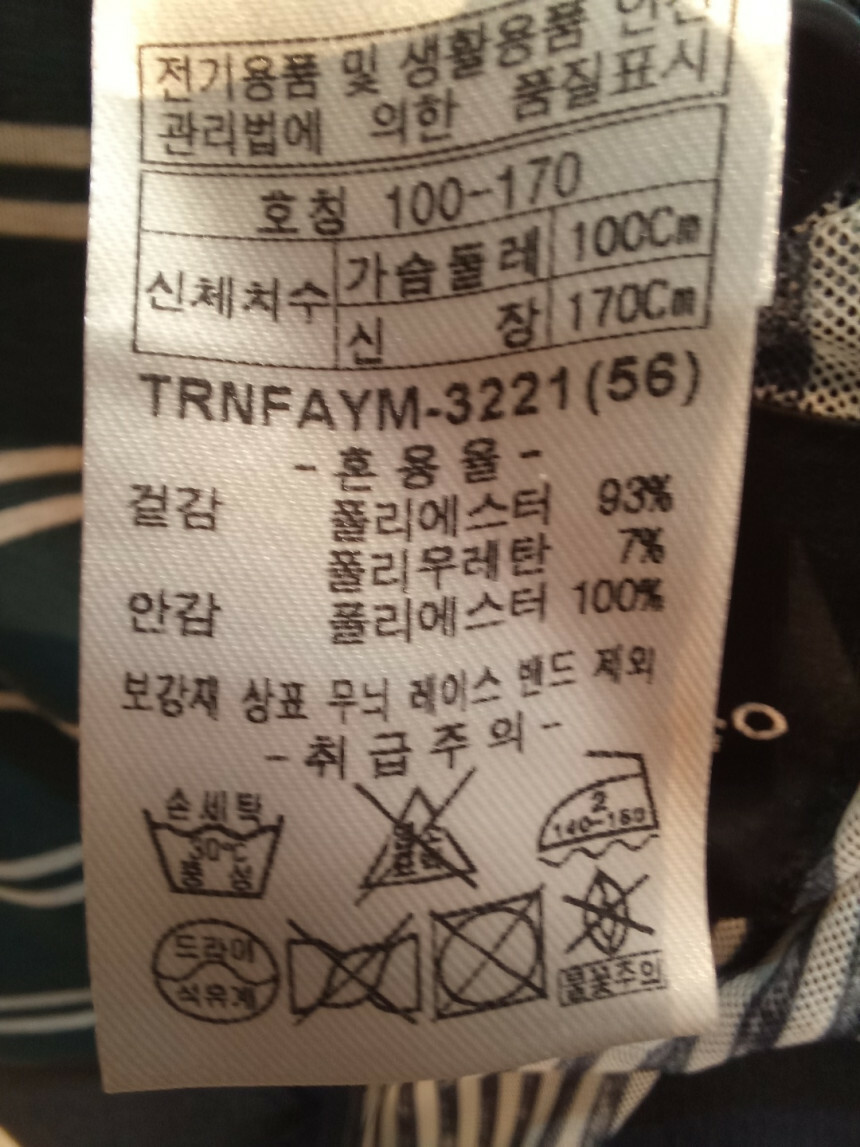 전기용품 및 생활용품 안전
관리법에 의한 품질표시
호칭 100-170
신체치수 가슴둘레 100Cm
신장 170Cm
TRNFAYM-3221(56)
- 혼용율 -
겉감 폴리에스터 93%
폴리우레탄 7%
안감 폴리에스터 100%
보강재 상표 무늬 레이스 밴드 제외
- 취급주의 -
손세탁
30℃
중성
2
140~160
드라이
석유계
불꽃주의